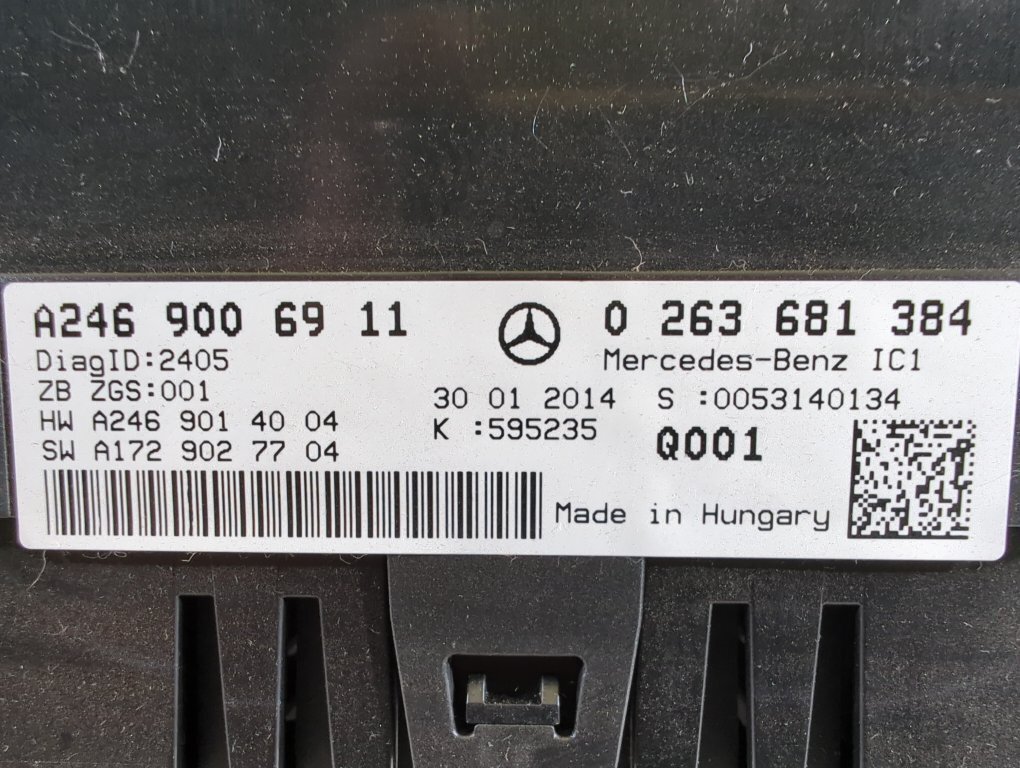 A246 900 69 11
0 263 681 384
DiagID:2405
Mercedes-Benz IC1
ZB ZGS:001
30 01 2014 S :0053140134
HW A246 901 40 04
K :595235
Q001
SW A172 902 77 04
Made in Hungary